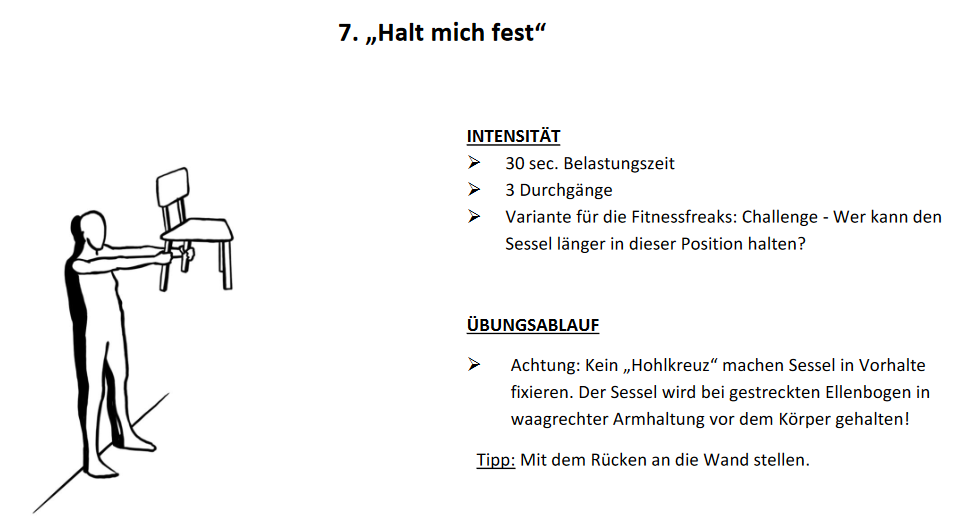 7. „Halt mich fest“
INTENSITÄT
➢ 30 sec. Belastungszeit
➢ 3 Durchgänge
➢ Variante für die Fitnessfreaks: Challenge - Wer kann den
Sessel länger in dieser Position halten?
ÜBUNGSABLAUF
➢ Achtung: Kein „Hohlkreuz“ machen Sessel in Vorhalte
fixieren. Der Sessel wird bei gestreckten Ellenbogen in
waagrechter Armhaltung vor dem Körper gehalten!
Tipp: Mit dem Rücken an die Wand stellen.